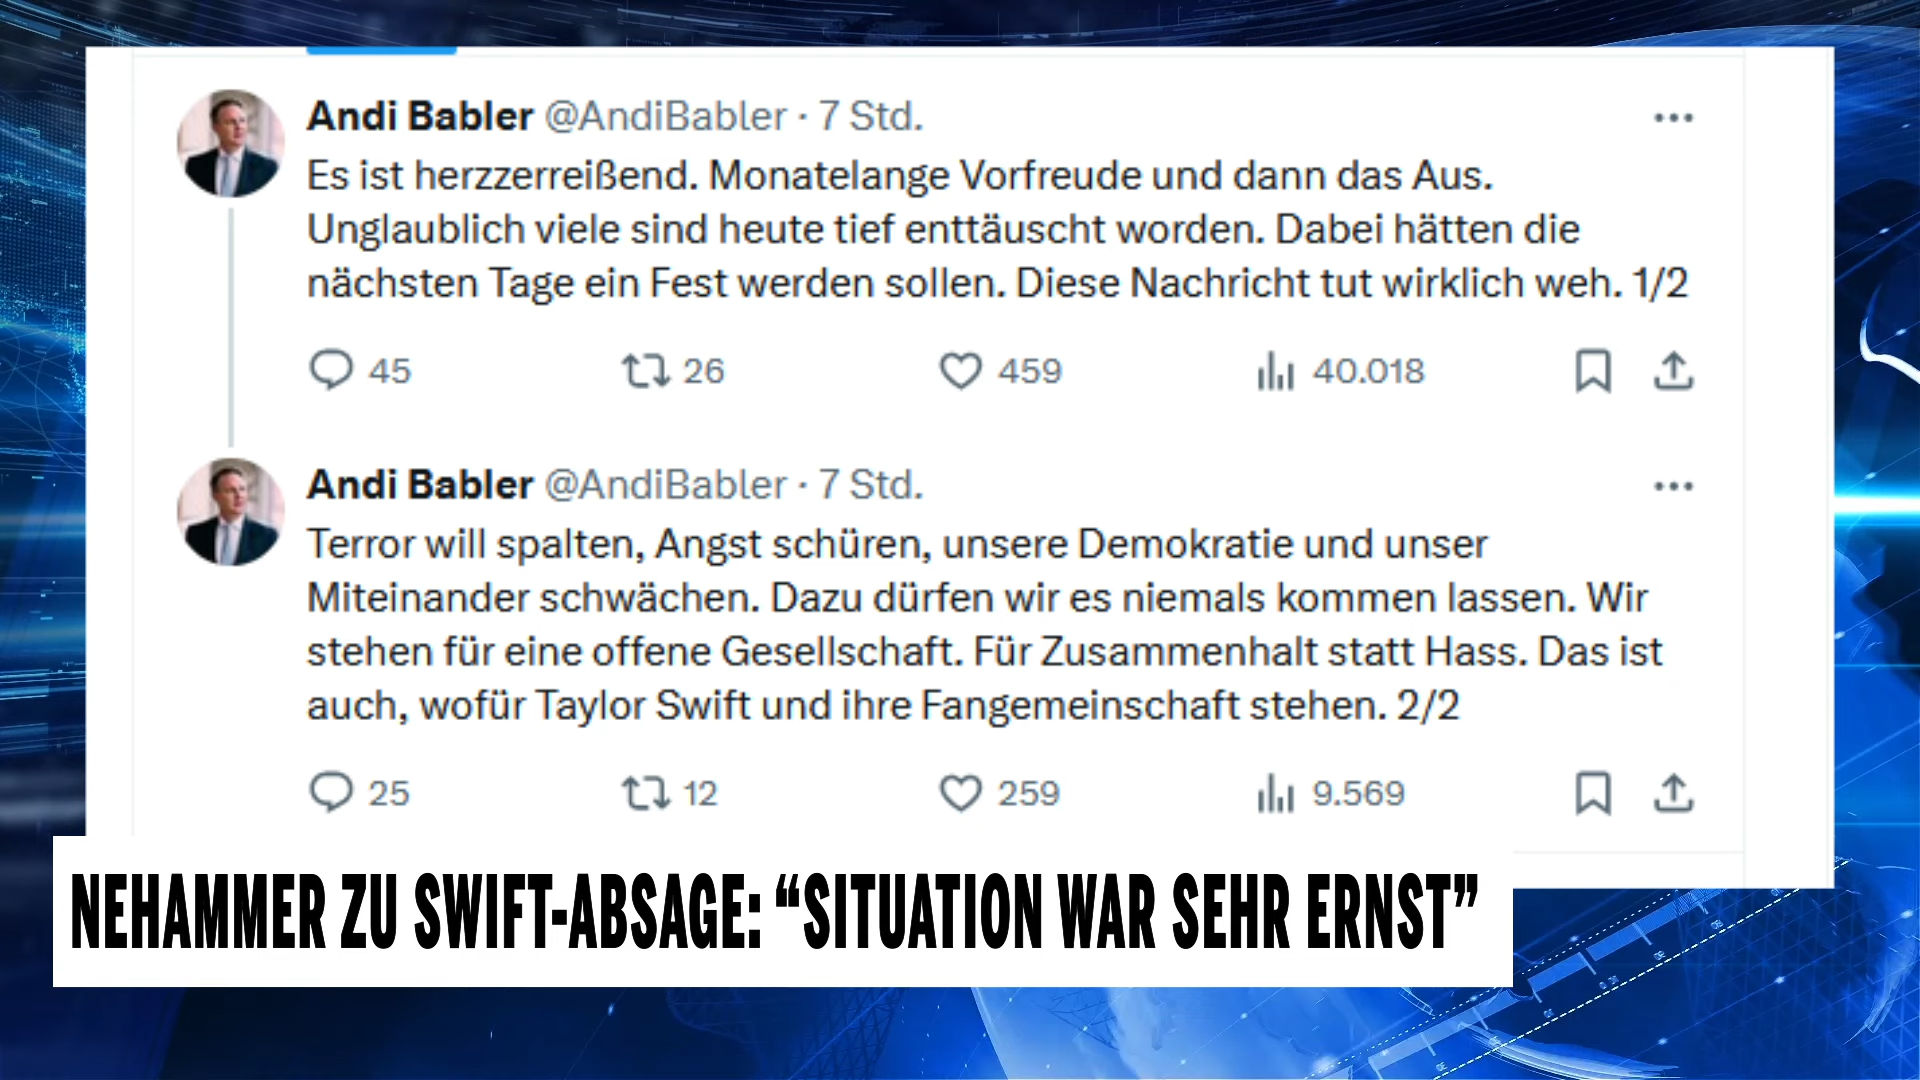 Andi Babler @AndiBabler · 7 Std.
Es ist herzzerreißend. Monatelange Vorfreude und dann das Aus.
Unglaublich viele sind heute tief enttäuscht worden. Dabei hätten die
nächsten Tage ein Fest werden sollen. Diese Nachricht tut wirklich weh. 1/2
45 26 459 40.018
Andi Babler @AndiBabler · 7 Std.
Terror will spalten, Angst schüren, unsere Demokratie und unser
Miteinander schwächen. Dazu dürfen wir es niemals kommen lassen. Wir
stehen für eine offene Gesellschaft. Für Zusammenhalt statt Hass. Das ist
auch, wofür Taylor Swift und ihre Fangemeinschaft stehen. 2/2
25 12 259 9.569
NEHAMMER ZU SWIFT-ABSAGE: “SITUATION WAR SEHR ERNST”